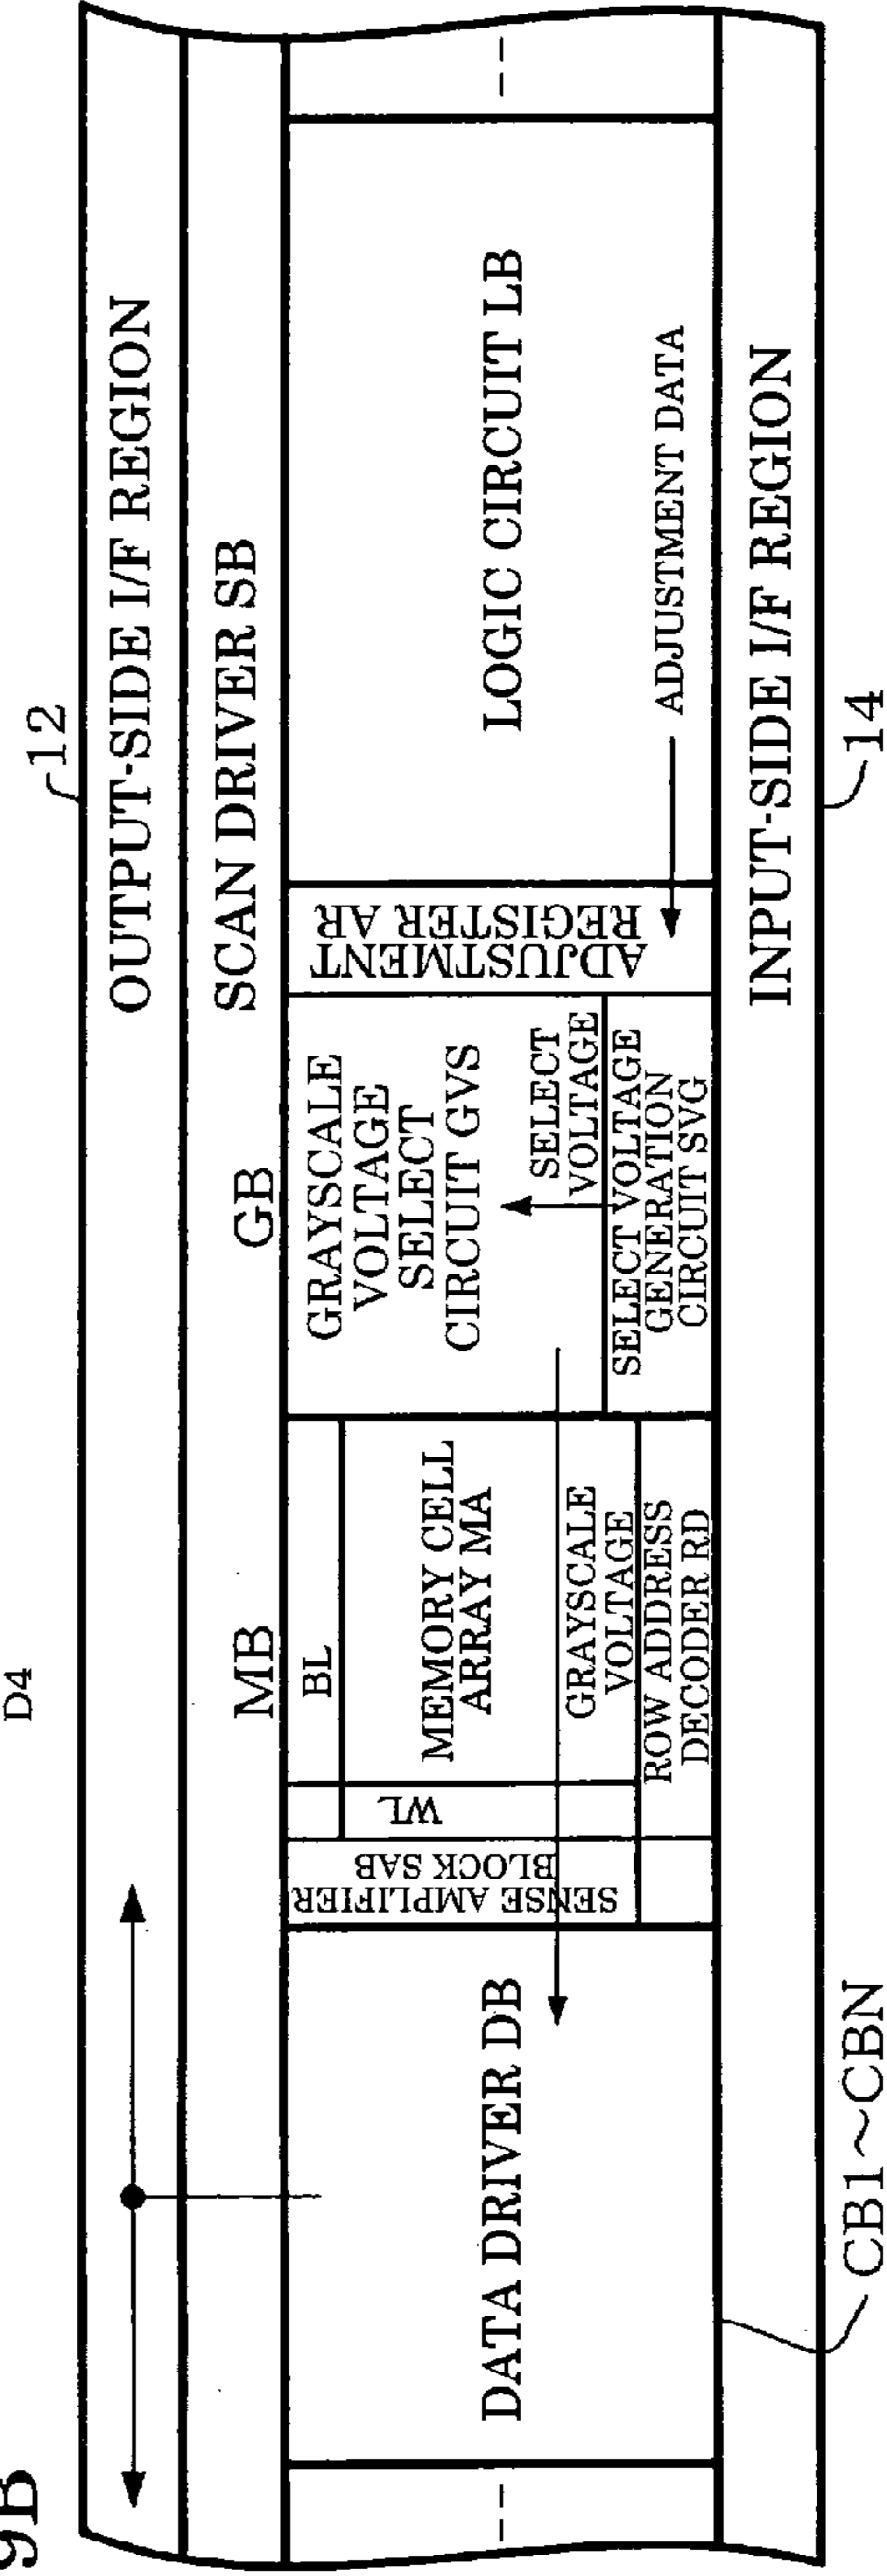 9B
D4
12
OUTPUT-SIDE I/F REGION
SCAN DRIVER SB
MB
GB
DATA DRIVER DB
SENSE AMPLIFIER
BLOCK SAB
WL
BL
MEMORY CELL
ARRAY MA
GRAYSCALE
VOLTAGE
ROW ADDRESS
DECODER RD
GRAYSCALE
VOLTAGE
SELECT
CIRCUIT GVS
SELECT
VOLTAGE
SELECT VOLTAGE
GENERATION
CIRCUIT SVG
ADJUSTMENT
REGISTER AR
LOGIC CIRCUIT LB
ADJUSTMENT DATA
INPUT-SIDE I/F REGION
CB1~CBN
14